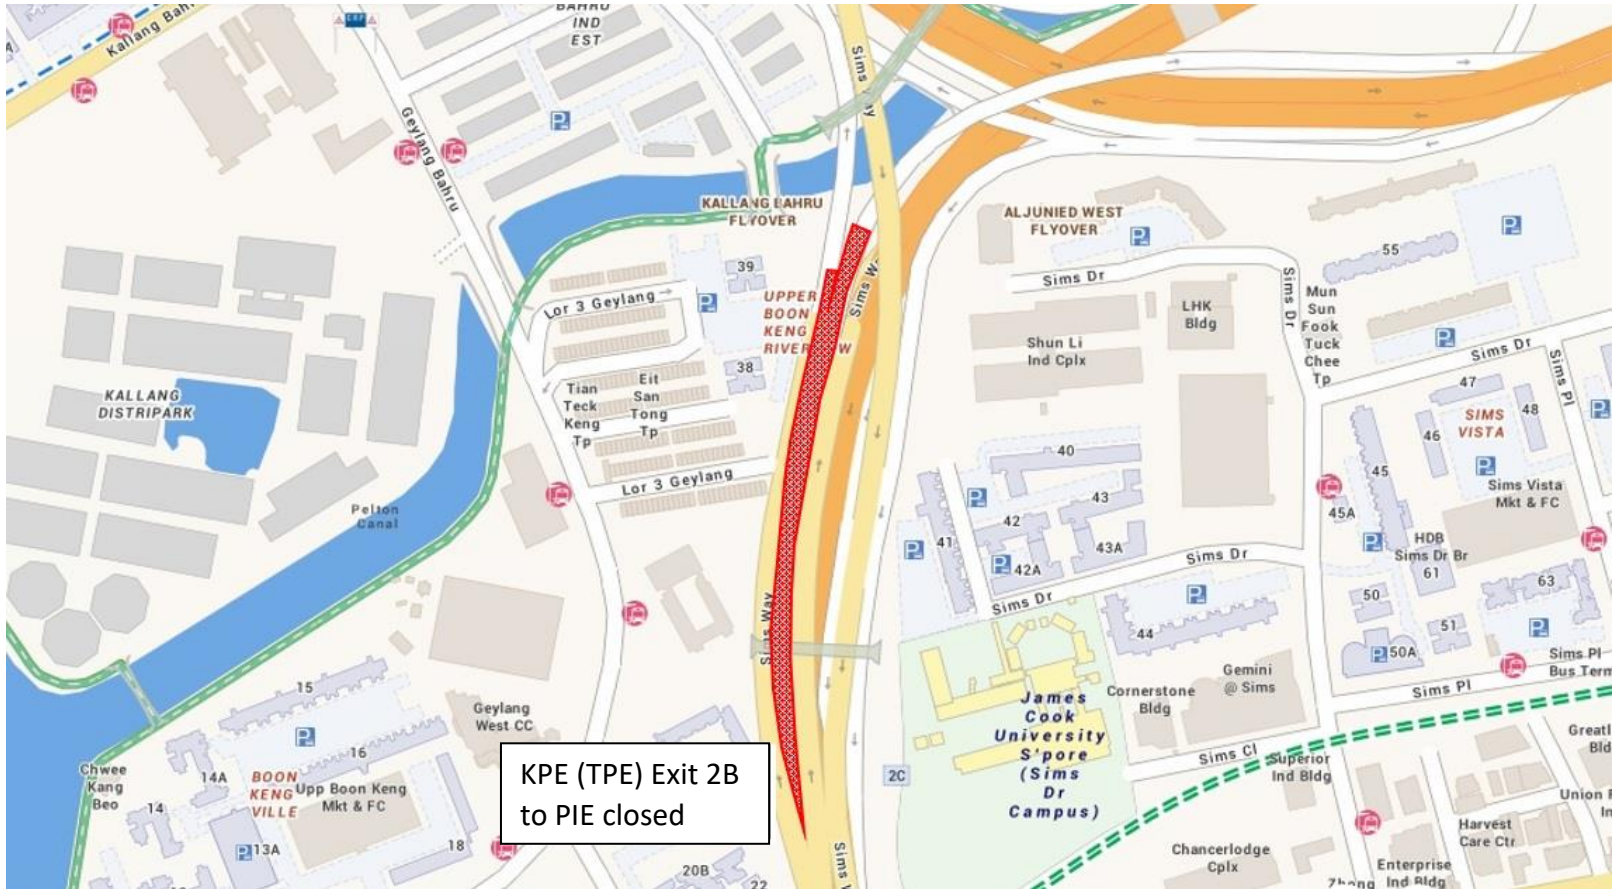 BAHRU
IND
EST
ERP
Kallang Bahru
Sims Way
Geylang Bahru
KALLANG BAHRU
FLYOVER
ALJUNIED WEST
FLYOVER
55
39
Sims Dr
Sims Dr
Lor 3 Geylang
UPPER
BOON
KENG
RIVERVIEW
Sims Way
LHK
Bldg
Mun
Sun
Fook
Tuck
Chee
Tp
Shun Li
Ind Cplx
Sims Dr
Sims Pl
38
KALLANG
DISTRIPARK
Tian
Teck
Keng
Tp
Eit
San
Tong
Tp
47
48
46
SIMS
VISTA
40
45
Lor 3 Geylang
Sims Vista
Mkt & FC
Pelton
Canal
43
45A
42
41
43A
42A
HDB
Sims Dr Br
61
Sims Dr
63
Sims Dr
50
Sims Way
44
51
50A
Sims Pl
Bus Term
15
Gemini
@ Sims
Cornerstone
Bldg
Sims Pl
Geylang
West CC
James
Cook
University
S'pore
(Sims
Dr
Campus)
16
Sims Cl
Superior
Ind Bldg
Chwee
Kang
Beo
14A
BOON
KENG
VILLE
Upp Boon Keng
Mkt & FC
KPE (TPE) Exit 2B
to PIE closed
2C
14
13A
18
Harvest
Care Ctr
Chancerlodge
Cplx
Enterprise
Ind Bldg
20B
22
Union